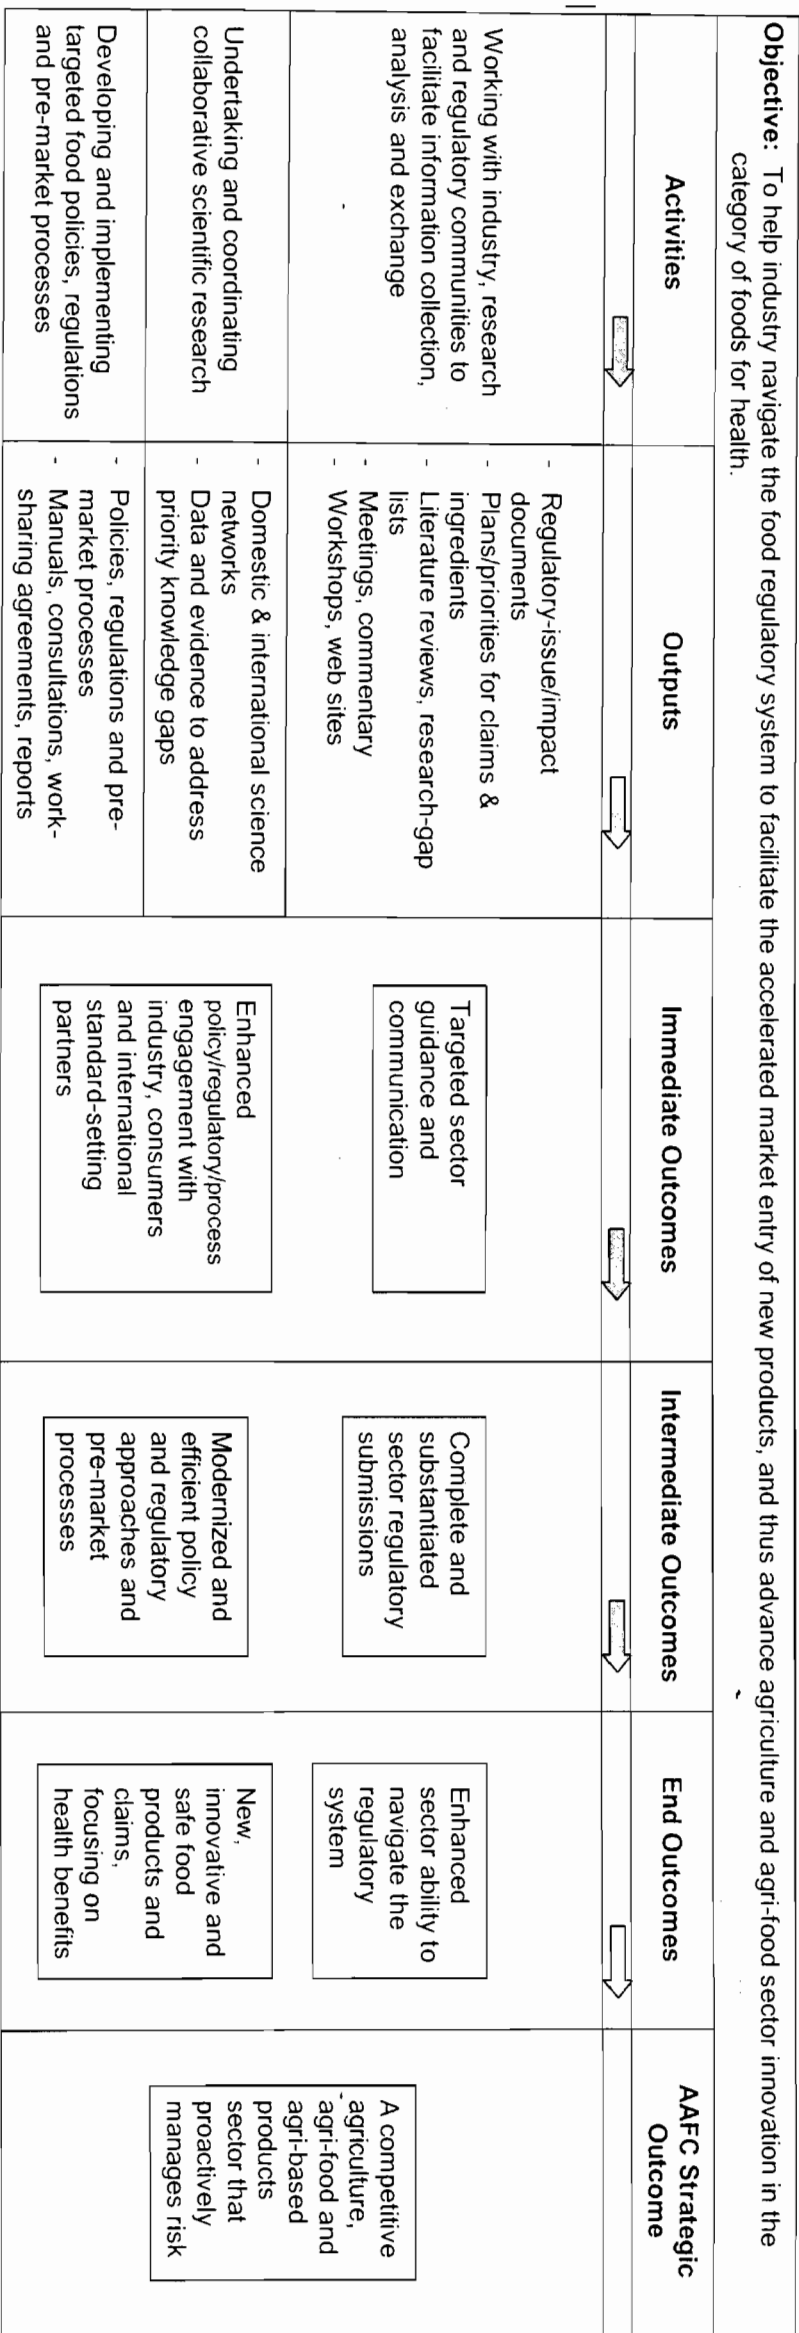 Objective: To help industry navigate the food regulatory system to facilitate the accelerated market entry of new products, and thus advance agriculture and agri-food sector innovation in the
category of foods for health.
Activities
Outputs
Immediate Outcomes
Intermediate Outcomes
End Outcomes
AAFC Strategic
Outcome
Working with industry, research
and regulatory communities to
facilitate information collection,
analysis and exchange
- Regulatory-issue/impact
documents
- Plans/priorities for claims &
ingredients
- Literature reviews, research-gap
lists
- Meetings, commentary
- Workshops, web sites
Undertaking and coordinating
collaborative scientific research
- Domestic & international science
networks
- Data and evidence to address
priority knowledge gaps
Developing and implementing
targeted food policies, regulations
and pre-market processes
- Policies, regulations and pre-
market processes
- Manuals, consultations, work-
sharing agreements, reports
Targeted sector
guidance and
communication
Enhanced
policy/regulatory/process
engagement with
industry, consumers
and international
standard-setting
partners
Complete and
substantiated
sector regulatory
submissions
Modernized and
efficient policy
and regulatory
approaches and
pre-market
processes
Enhanced
sector ability to
navigate the
regulatory
system
New,
innovative and
safe food
products and
claims,
focusing on
health benefits
A competitive
agriculture,
agri-food and
agri-based
products
sector that
proactively
manages risk